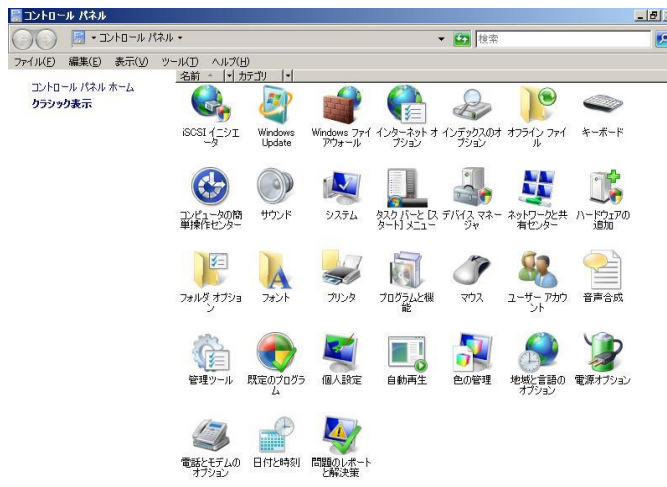 コントロール パネル
コントロール パネル
検索
ファイル(F) 編集(E) 表示(V) ツール(T) ヘルプ(H)
名前 カテゴリ
コントロール パネル ホーム
クラシック表示
iSCSI イニシエ
ータ
Windows
Update
Windows ファイ
アウォール
インターネット オ
プション
インデックスのオ
プション
オフライン ファイ
ル
キーボード
コンピュータの簡
単操作センター
サウンド
システム
タスク バーと [ス
タート] メニュー
デバイス マネー
ジャ
ネットワークと共
有センター
ハードウェアの
追加
フォルダ オプショ
ン
フォント
プリンタ
プログラムと機
能
マウス
ユーザー アカウ
ント
音声合成
管理ツール
既定のプログラ
ム
個人設定
自動再生
色の管理
地域と言語の
オプション
電源オプション
電話とモデムの
オプション
日付と時刻
問題のレポート
と解決策